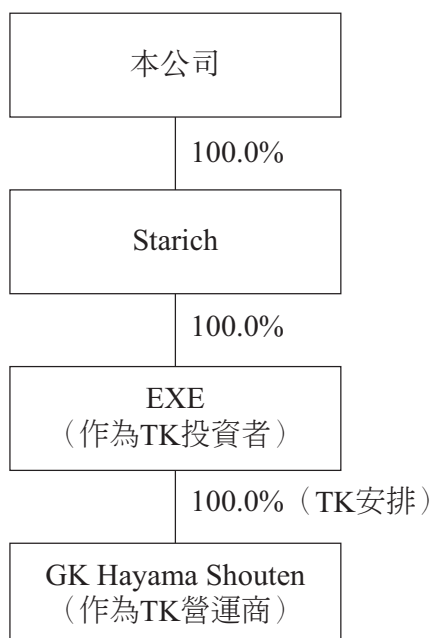 本公司
100.0%
Starich
100.0%
EXE
（作為TK投資者）
100.0%（TK安排）
GK Hayama Shouten
（作為TK營運商）